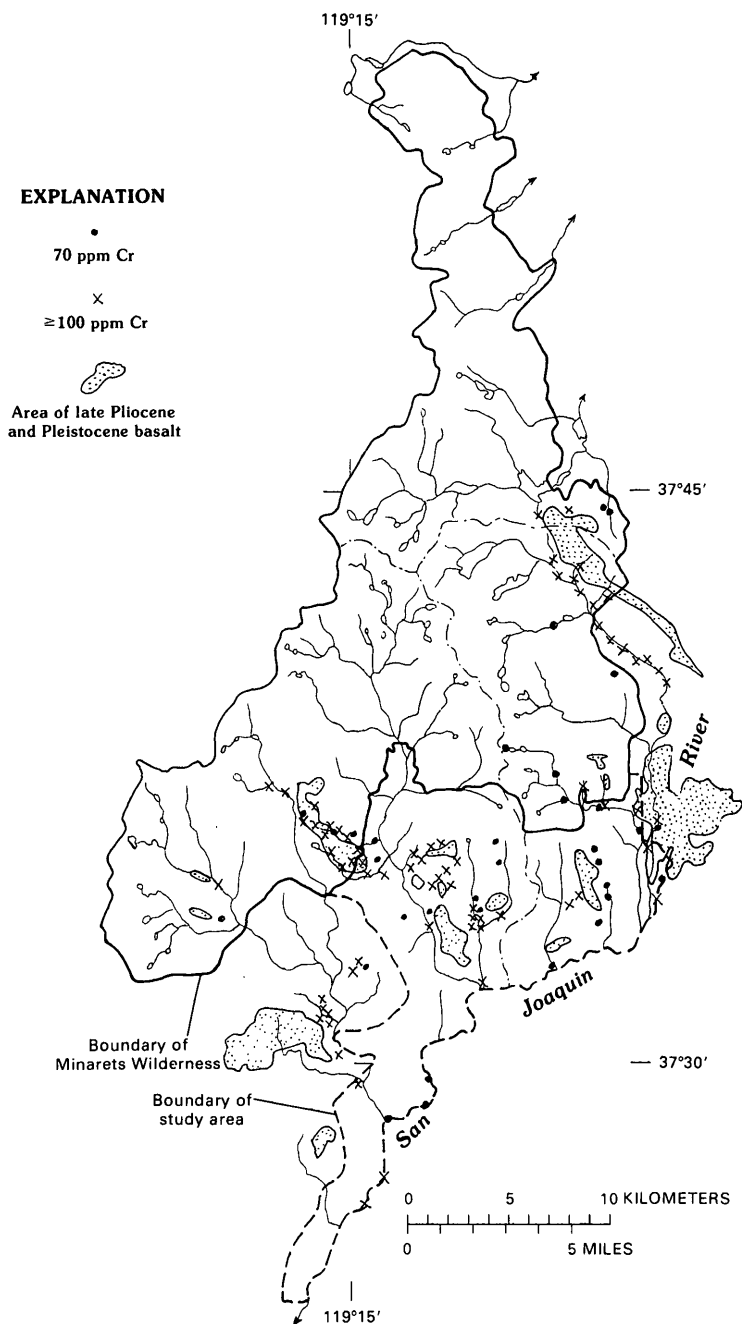 119°15'
EXPLANATION
70 ppm Cr
≥100 ppm Cr
Area of late Pliocene
and Pleistocene basalt
37°45'
River
Joaquin
San
Boundary of
Minarets Wilderness
37°30'
Boundary of
study area
0 5 10 KILOMETERS
0 5 MILES
119°15'